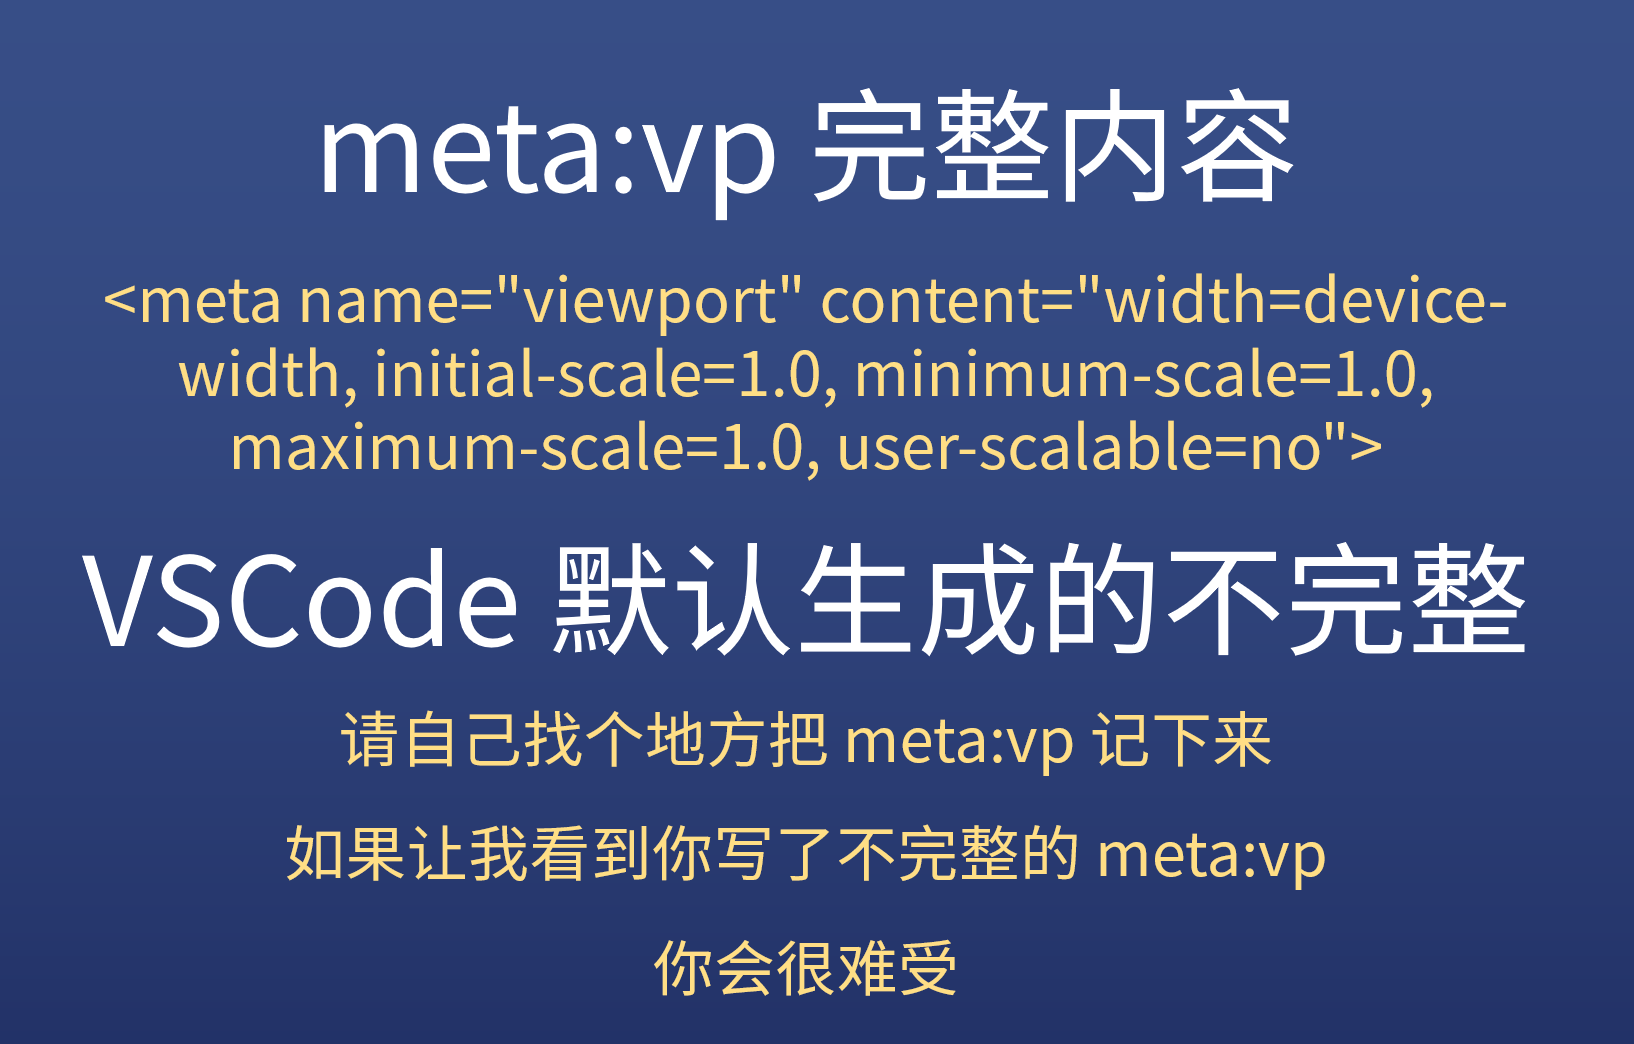 meta:vp 完整内容
<meta name="viewport" content="width=device-
width, initial-scale=1.0, minimum-scale=1.0,
maximum-scale=1.0, user-scalable=no">
VSCode 默认生成的不完整
请自己找个地方把 meta:vp 记下来
如果让我看到你写了不完整的 meta:vp
你会很难受